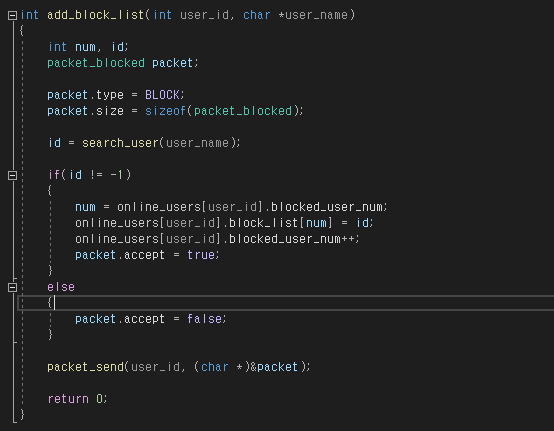 int add_block_list(int user_id, char *user_name)
{
int num, id;
packet_blocked packet;
packet.type = BLOCK;
packet.size = sizeof(packet_blocked);
id = search_user(user_name);
if(id != -1)
{
num = online_users[user_id].blocked_user_num;
online_users[user_id].block_list[num] = id;
online_users[user_id].blocked_user_num++;
packet.accept = true;
}
else
{
packet.accept = false;
}
packet_send(user_id, (char *)&packet);
return 0;
}